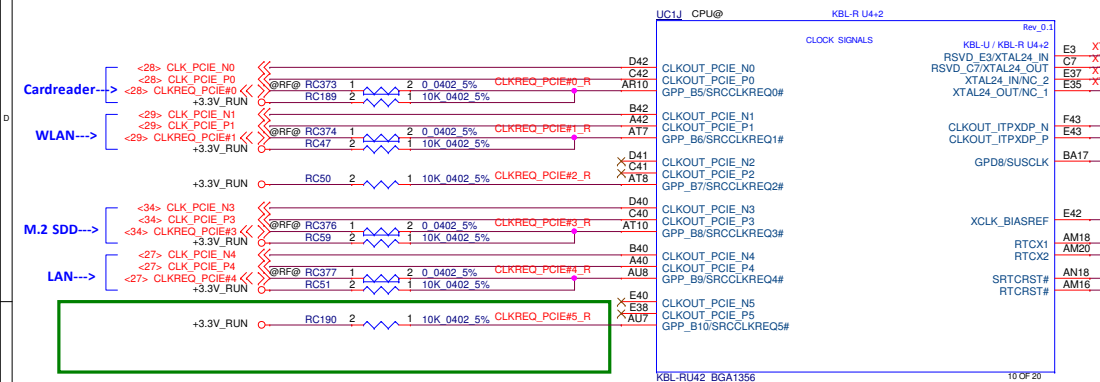 UC1J CPU@ KBL-R U4+2
Rev_0.1
CLOCK SIGNALS
KBL-U / KBL-R U4+2
D
Cardreader--->
<28> CLK_PCIE_N0
<28> CLK_PCIE_P0
<28> CLKREQ_PCIE#0
@RF@ RC373 1 2 0_0402_5% CLKREQ_PCIE#0_R
+3.3V_RUN RC189 2 1 10K_0402_5%
D42 CLKOUT_PCIE_N0
C42 CLKOUT_PCIE_P0
AR10 GPP_B5/SRCCLKREQ0#
WLAN--->
<29> CLK_PCIE_N1
<29> CLK_PCIE_P1
<29> CLKREQ_PCIE#1
@RF@ RC374 1 2 0_0402_5% CLKREQ_PCIE#1_R
+3.3V_RUN RC47 2 1 10K_0402_5%
B42 CLKOUT_PCIE_N1
A42 CLKOUT_PCIE_P1
AT7 GPP_B6/SRCCLKREQ1#
+3.3V_RUN RC50 2 1 10K_0402_5% CLKREQ_PCIE#2_R
D41 CLKOUT_PCIE_N2
C41 CLKOUT_PCIE_P2
AT8 GPP_B7/SRCCLKREQ2#
M.2 SDD--->
<34> CLK_PCIE_N3
<34> CLK_PCIE_P3
<34> CLKREQ_PCIE#3
@RF@ RC376 1 2 0_0402_5% CLKREQ_PCIE#3_R
+3.3V_RUN RC59 2 1 10K_0402_5%
D40 CLKOUT_PCIE_N3
C40 CLKOUT_PCIE_P3
AT10 GPP_B8/SRCCLKREQ3#
LAN--->
<27> CLK_PCIE_N4
<27> CLK_PCIE_P4
<27> CLKREQ_PCIE#4
@RF@ RC377 1 2 0_0402_5% CLKREQ_PCIE#4_R
+3.3V_RUN RC51 2 1 10K_0402_5%
B40 CLKOUT_PCIE_N4
A40 CLKOUT_PCIE_P4
AU8 GPP_B9/SRCCLKREQ4#
+3.3V_RUN RC190 2 1 10K_0402_5% CLKREQ_PCIE#5_R
E40 CLKOUT_PCIE_N5
E38 CLKOUT_PCIE_P5
AU7 GPP_B10/SRCCLKREQ5#
RSVD_E3/XTAL24_IN E3
RSVD_C7/XTAL24_OUT C7
XTAL24_IN/NC_2 E37
XTAL24_OUT/NC_1 E35
CLKOUT_ITPXDP_N F43
CLKOUT_ITPXDP_P E43
GPD8/SUSCLK BA17
XCLK_BIASREF E42
RTCX1 AM18
RTCX2 AM20
SRTCRST# AN18
RTCRST# AM16
KBL-RU42_BGA1356
10 OF 20